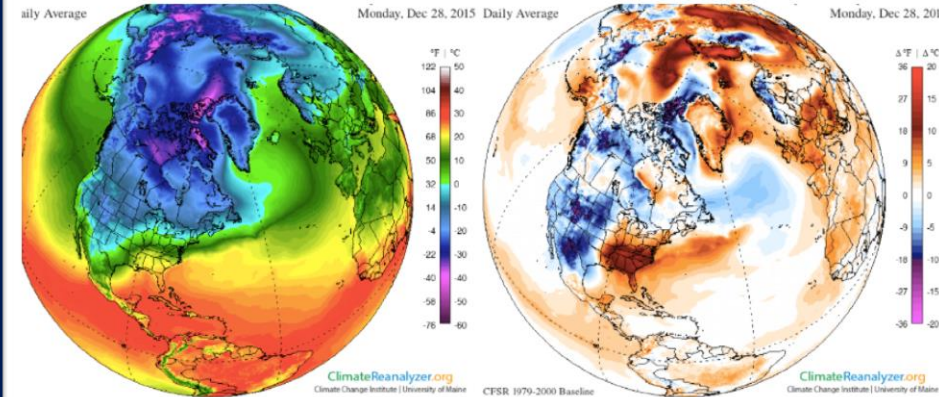 aily Average
Monday, Dec 28, 2015
°F | °C
122 50
104 40
86 30
68 20
50 10
32 0
14 -10
-4 -20
-22 -30
-40 -40
-58 -50
-76 -60
ClimateReanalyzer.org
Climate Change Institute | University of Maine
Daily Average
Monday, Dec 28, 201
Δ °F | Δ °C
36 20
27 15
18 10
9 5
0 0
-9 -5
-18 -10
-27 -15
-36 -20
CFSR 1979-2000 Baseline
ClimateReanalyzer.org
Climate Change Institute | University of Maine